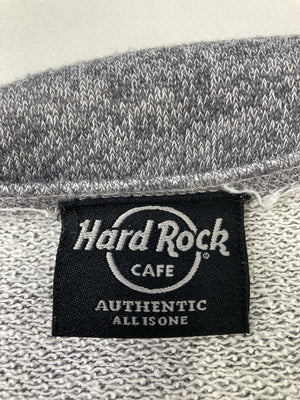 Hard Rock®
CAFE
AUTHENTIC
ALL IS ONE